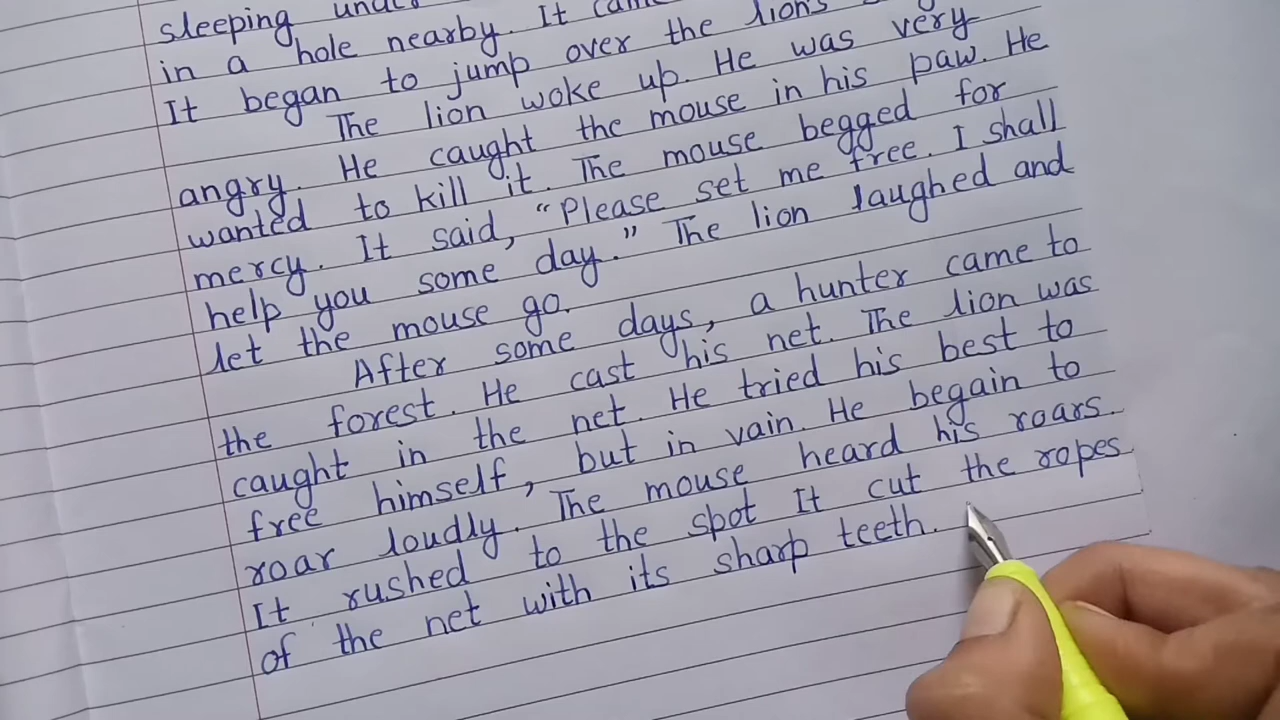 sleeping
in a hole nearby. It
It began to jump over the lion's
The lion woke up. He was very
angry. He caught the mouse in his paw. He
wanted to kill it. The mouse begged for
mercy. It said, "Please set me free. I shall
help you some day." The lion laughed and
let the mouse go.
After some days, a hunter came to
the forest. He cast his net. The lion was
caught in the net. He tried his best to
free himself, but in vain. He begain to
roar loudly. The mouse heard his roars.
It rushed to the spot It cut the ropes
of the net with its sharp teeth.